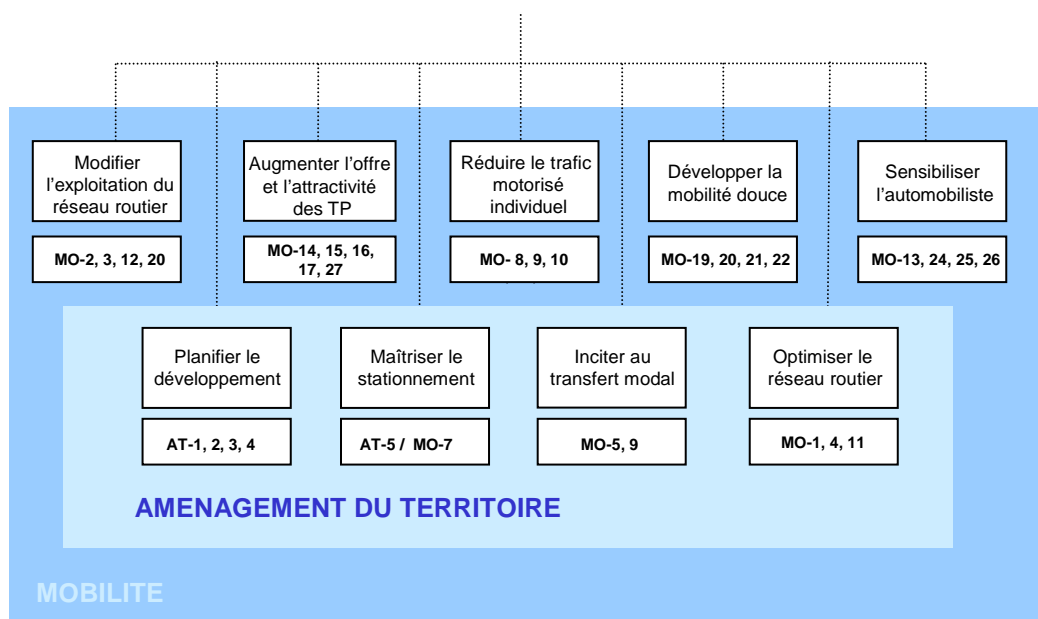 Modifier
l'exploitation du
réseau routier
MO-2, 3, 12, 20
Augmenter l'offre
et l'attractivité
des TP
MO-14, 15, 16,
17, 27
Réduire le trafic
motorisé
individuel
MO- 8, 9, 10
Développer la
mobilité douce
MO-19, 20, 21, 22
Sensibiliser
l'automobiliste
MO-13, 24, 25, 26
Planifier le
développement
AT-1, 2, 3, 4
Maîtriser le
stationnement
AT-5 / MO-7
Inciter au
transfert modal
MO-5, 9
Optimiser le
réseau routier
MO-1, 4, 11
AMENAGEMENT DU TERRITOIRE
MOBILITE